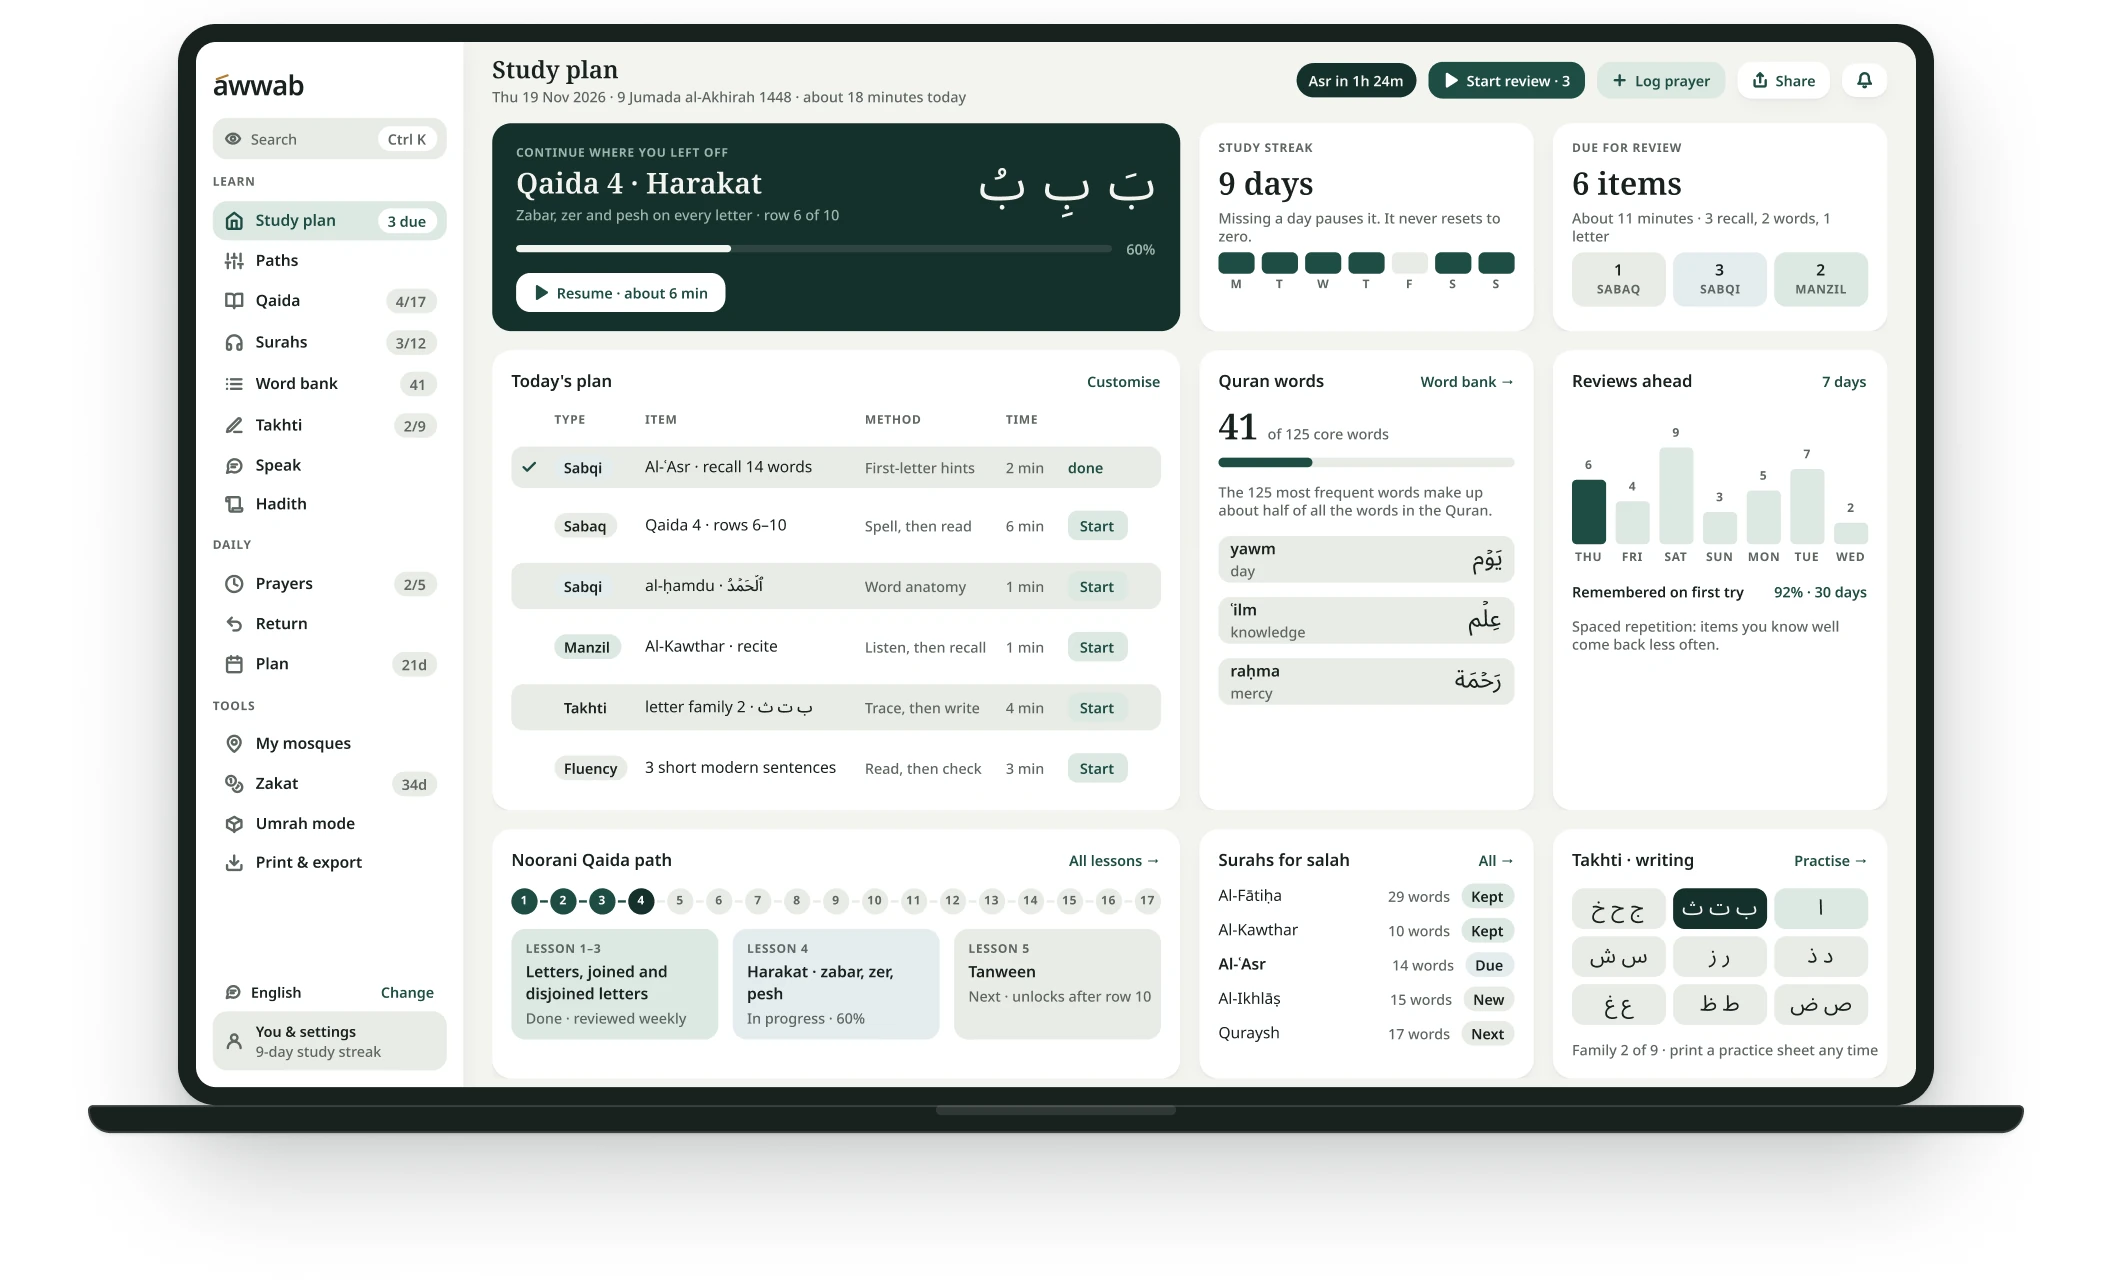 awwab
Search Ctrl K
LEARN
Study plan 3 due
Paths
Qaida 4/17
Surahs 3/12
Word bank 41
Takhti 2/9
Speak
Hadith
DAILY
Prayers 2/5
Return
Plan 21d
TOOLS
My mosques
Zakat 34d
Umrah mode
Print & export
English Change
You & settings
9-day study streak
Study plan
Thu 19 Nov 2026 · 9 Jumada al-Akhirah 1448 · about 18 minutes today
Asr in 1h 24m
Start review · 3
+ Log prayer
Share
CONTINUE WHERE YOU LEFT OFF
Qaida 4 · Harakat
Zabar, zer and pesh on every letter · row 6 of 10
بَ بِ بُ
60%
Resume · about 6 min
STUDY STREAK
9 days
Missing a day pauses it. It never resets to
zero.
M T W T F S S
DUE FOR REVIEW
6 items
About 11 minutes · 3 recall, 2 words, 1
letter
1 3 2
SABAQ SABQI MANZIL
Today's plan Customise
TYPE ITEM METHOD TIME
Sabqi Al-ʿAsr · recall 14 words First-letter hints 2 min done
Sabaq Qaida 4 · rows 6–10 Spell, then read 6 min Start
Sabqi al-ḥamdu · ٱلْحَمْدُ Word anatomy 1 min Start
Manzil Al-Kawthar · recite Listen, then recall 1 min Start
Takhti letter family 2 · ب ت ث Trace, then write 4 min Start
Fluency 3 short modern sentences Read, then check 3 min Start
Quran words Word bank →
41 of 125 core words
The 125 most frequent words make up
about half of all the words in the Quran.
yawm يَوْم
day
ʿilm عِلْم
knowledge
raḥma رَحْمَة
mercy
Reviews ahead 7 days
6 4 9 3 5 7 2
THU FRI SAT SUN MON TUE WED
Remembered on first try 92% · 30 days
Spaced repetition: items you know well
come back less often.
Noorani Qaida path All lessons →
1 2 3 4 5 6 7 8 9 10 11 12 13 14 15 16 17
LESSON 1–3
Letters, joined and
disjoined letters
Done · reviewed weekly
LESSON 4
Harakat · zabar, zer,
pesh
In progress · 60%
LESSON 5
Tanween
Next · unlocks after row 10
Surahs for salah All →
Al-Fātiḥa 29 words Kept
Al-Kawthar 10 words Kept
Al-ʿAsr 14 words Due
Al-Ikhlāṣ 15 words New
Quraysh 17 words Next
Takhti · writing Practise →
ا
ب ت ث
ج ح خ
د ذ
ر ز
س ش
ص ض
ط ظ
ع غ
Family 2 of 9 · print a practice sheet any time